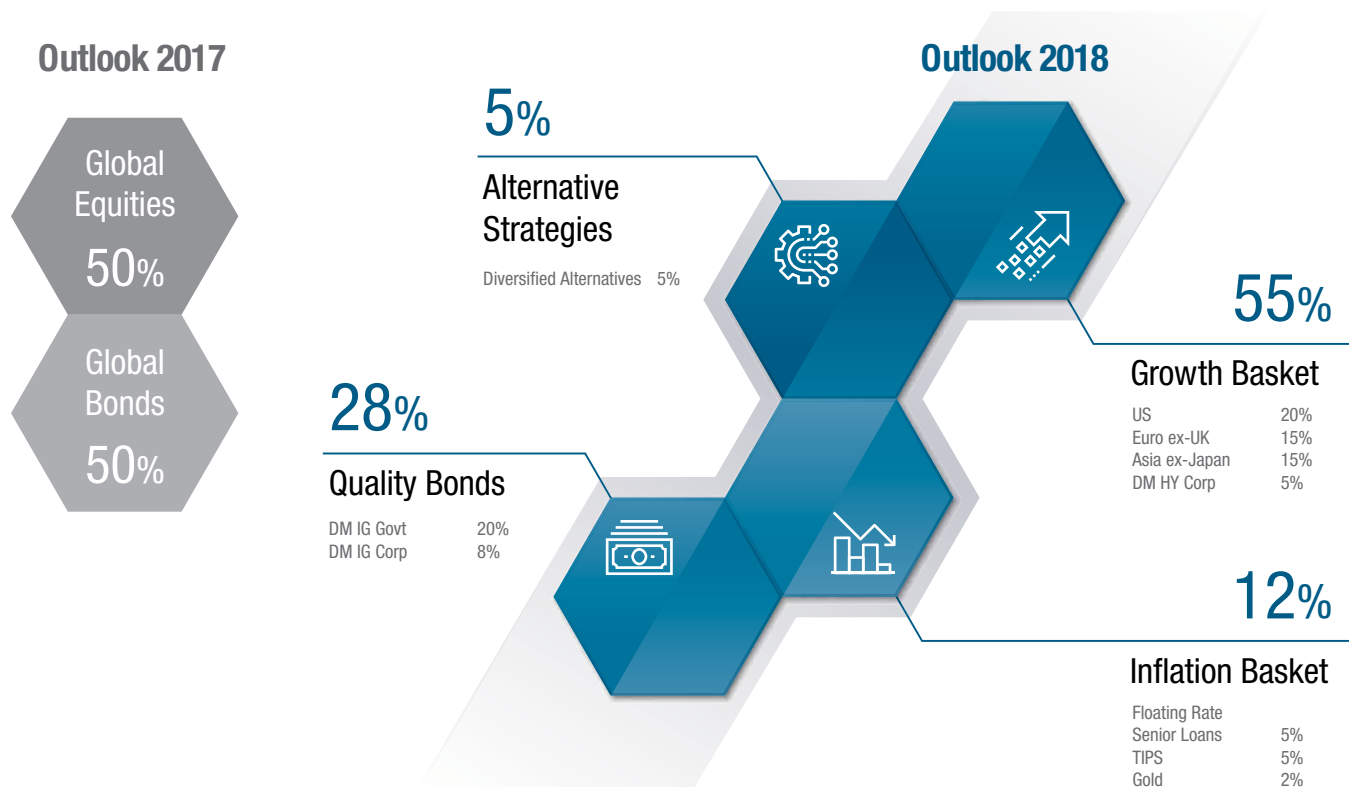 Outlook 2017
Global
Equities
50%
Global
Bonds
50%
Outlook 2018
5%
Alternative
Strategies
Diversified Alternatives 5%
55%
Growth Basket
US 20%
Euro ex-UK 15%
Asia ex-Japan 15%
DM HY Corp 5%
28%
Quality Bonds
DM IG Govt 20%
DM IG Corp 8%
12%
Inflation Basket
Floating Rate
Senior Loans 5%
TIPS 5%
Gold 2%